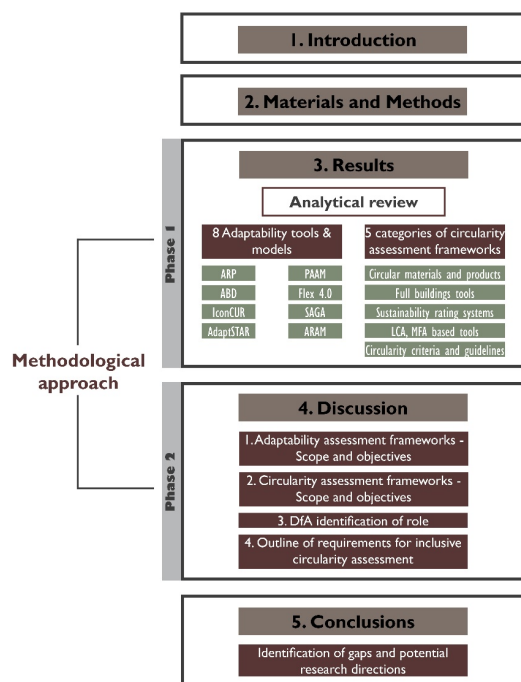 1. Introduction
2. Materials and Methods
3. Results
Analytical review
8 Adaptability tools &
models
ARP
PAAM
ABD
Flex 4.0
IconCUR
SAGA
AdaptSTAR
ARAM
5 categories of circularity
assessment frameworks
Circular materials and products
Full buildings tools
Sustainability rating systems
LCA, MFA based tools
Circularity criteria and guidelines
Phase 1
Methodological
approach
Phase 2
4. Discussion
1. Adaptability assessment frameworks -
Scope and objectives
2. Circularity assessment frameworks -
Scope and objectives
3. DfA identification of role
4. Outline of requirements for inclusive
circularity assessment
5. Conclusions
Identification of gaps and potential
research directions